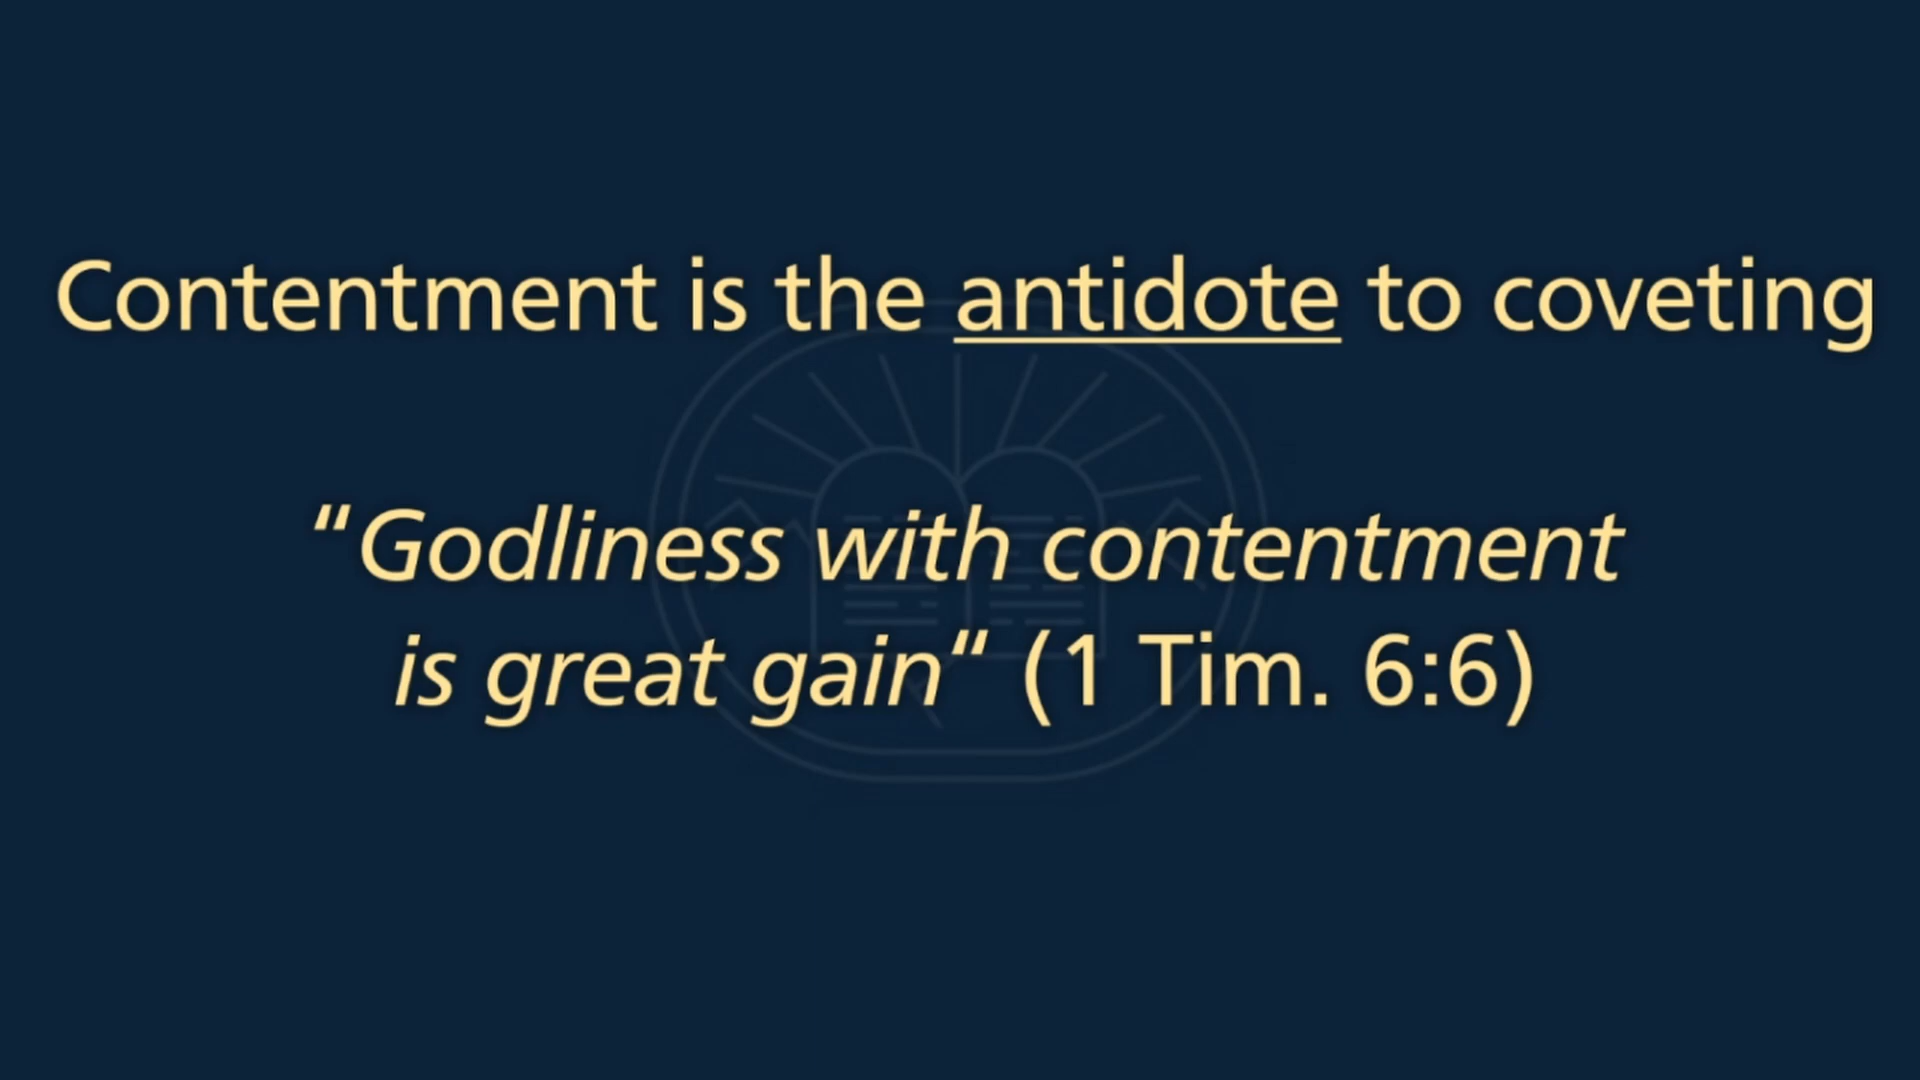 Contentment is the antidote to coveting
“Godliness with contentment
is great gain“ (1 Tim. 6:6)